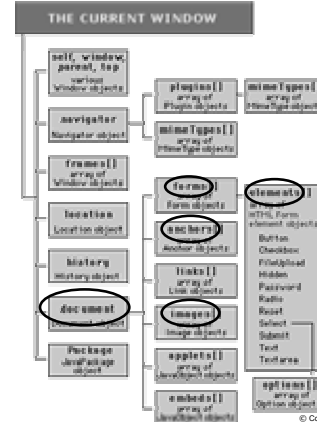 THE CURRENT WINDOW
self, window,
parent, top
various
Window objects
navigator
Navigator object
frames[]
array of
Window objects
location
Location object
history
History object
document
Document object
Package
JavaPackage
object
plugins[]
array of
Plugin objects
mimeTypes[]
array of
MimeType objects
mimeTypes[]
array of
MimeType objects
forms[]
array of
Form objects
anchors[]
array of
Anchor objects
links[]
array of
Link objects
images[]
array of
Image objects
applets[]
array of
JavaObject objects
embeds[]
array of
JavaObject objects
elements[]
array of
HTML Form
element objects
Button
Checkbox
FileUpload
Hidden
Password
Radio
Reset
Select
Submit
Text
Textarea
options[]
array of
Option objects
© Co